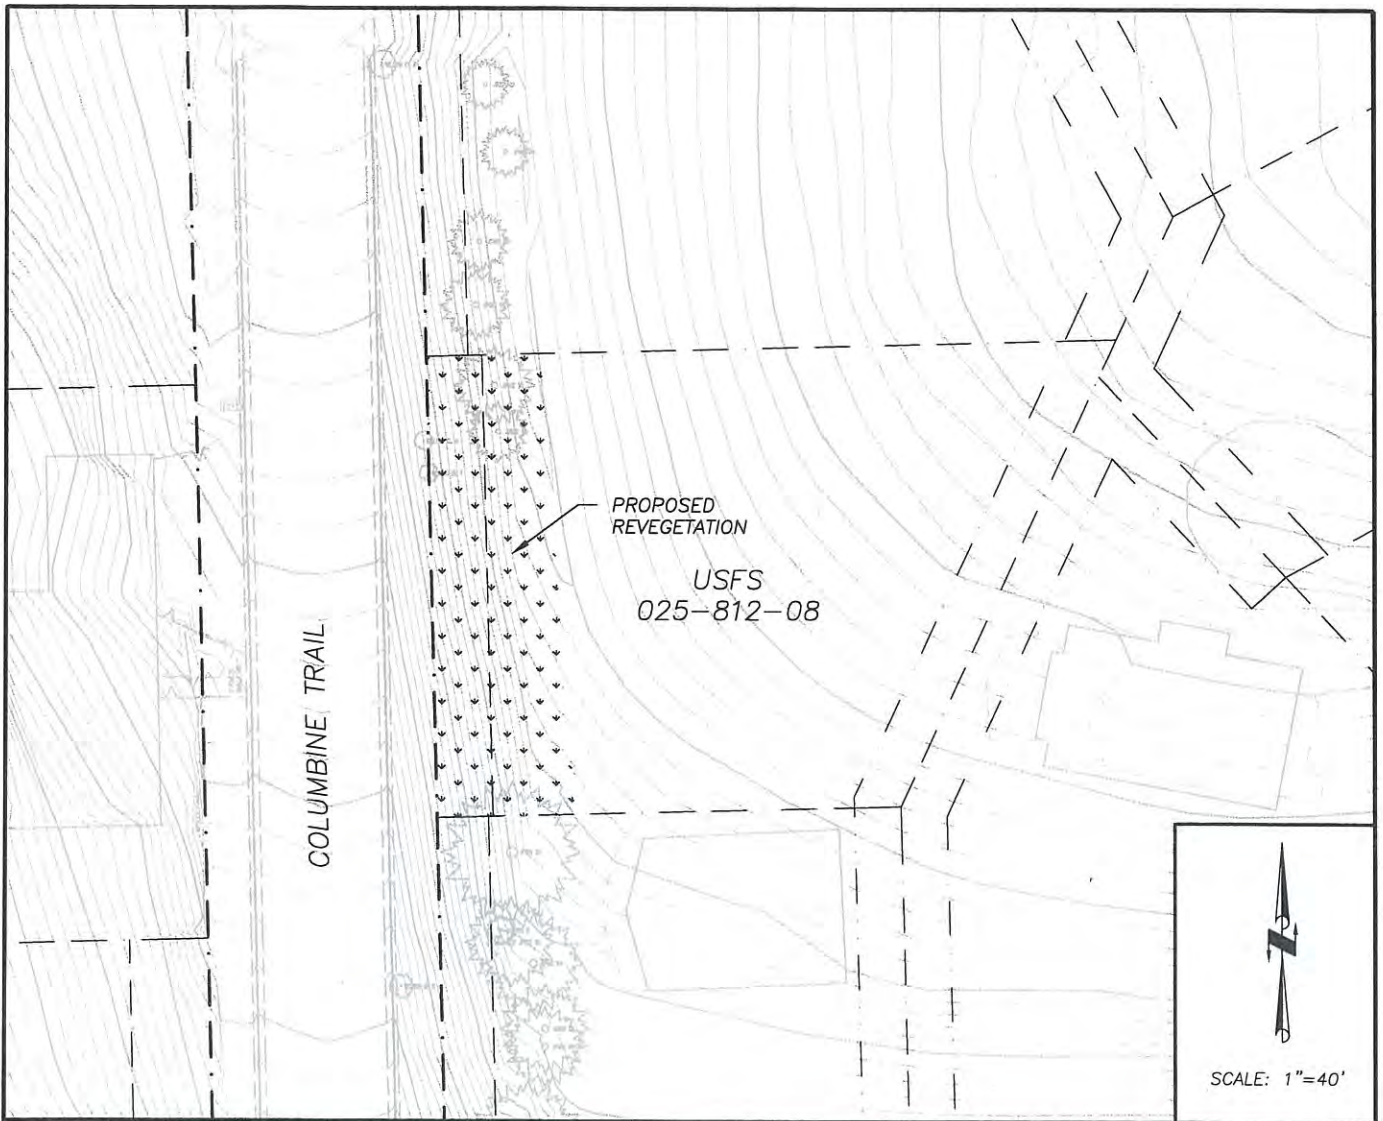 PROPOSED
REVEGETATION
USFS
025-812-08
COLUMBINE TRAIL
SCALE: 1"=40'